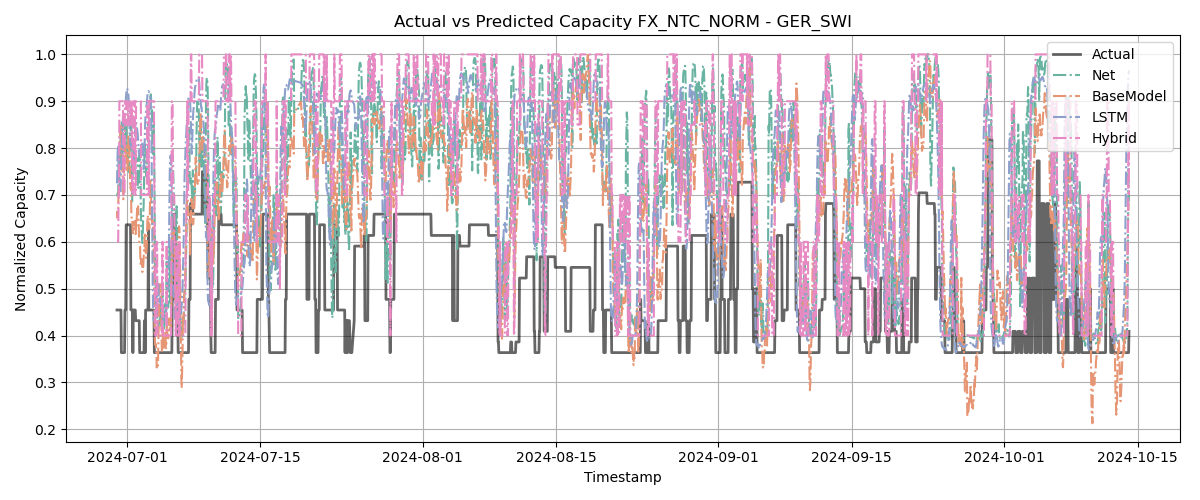 Actual vs Predicted Capacity FX_NTC_NORM - GER_SWI
Normalized Capacity
1.0
0.9
0.8
0.7
0.6
0.5
0.4
0.3
0.2
Actual
Net
BaseModel
LSTM
Hybrid
2024-07-01
2024-07-15
2024-08-01
2024-08-15
2024-09-01
2024-09-15
2024-10-01
2024-10-15
Timestamp